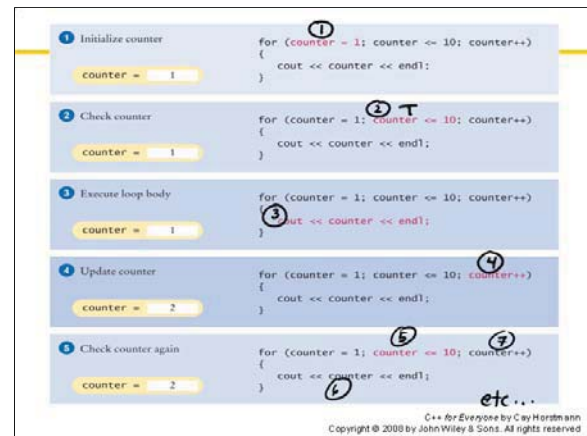 ①
1 Initialize counter
for (counter = 1; counter <= 10; counter++)
{
cout << counter << endl;
}
counter = 1
② T
2 Check counter
for (counter = 1; counter <= 10; counter++)
{
cout << counter << endl;
}
counter = 1
3 Execute loop body
for (counter = 1; counter <= 10; counter++)
{
③
cout << counter << endl;
}
counter = 1
④
4 Update counter
for (counter = 1; counter <= 10; counter++)
{
cout << counter << endl;
}
counter = 2
⑤ ⑦
5 Check counter again
for (counter = 1; counter <= 10; counter++)
{
cout << counter << endl;
}
⑥
counter = 2
etc...
C++ for Everyone by Cay Horstmann
Copyright © 2008 by John Wiley & Sons. All rights reserved